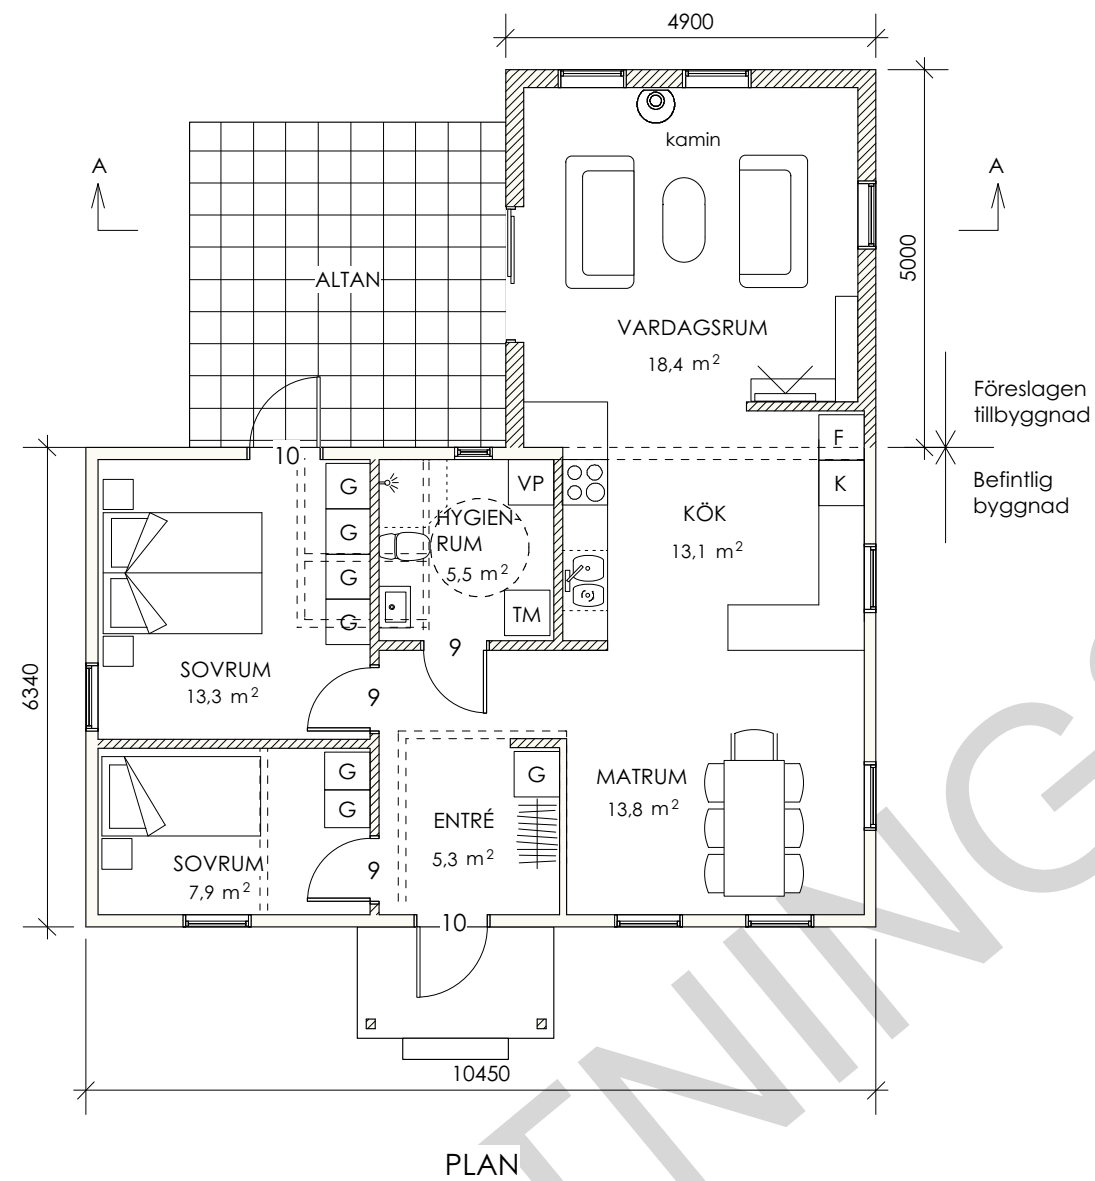 4900
A
A
kamin
5000
ALTAN
VARDAGSRUM
18,4 m²
Föreslagen
tillbyggnad
Befintlig
byggnad
F
K
10
G
G
G
G
VP
HYGIEN-
RUM
5,5 m²
TM
KÖK
13,1 m²
9
6340
SOVRUM
13,3 m²
9
G
G
G
MATRUM
13,8 m²
ENTRÉ
5,3 m²
SOVRUM
7,9 m²
9
10
10450
PLAN